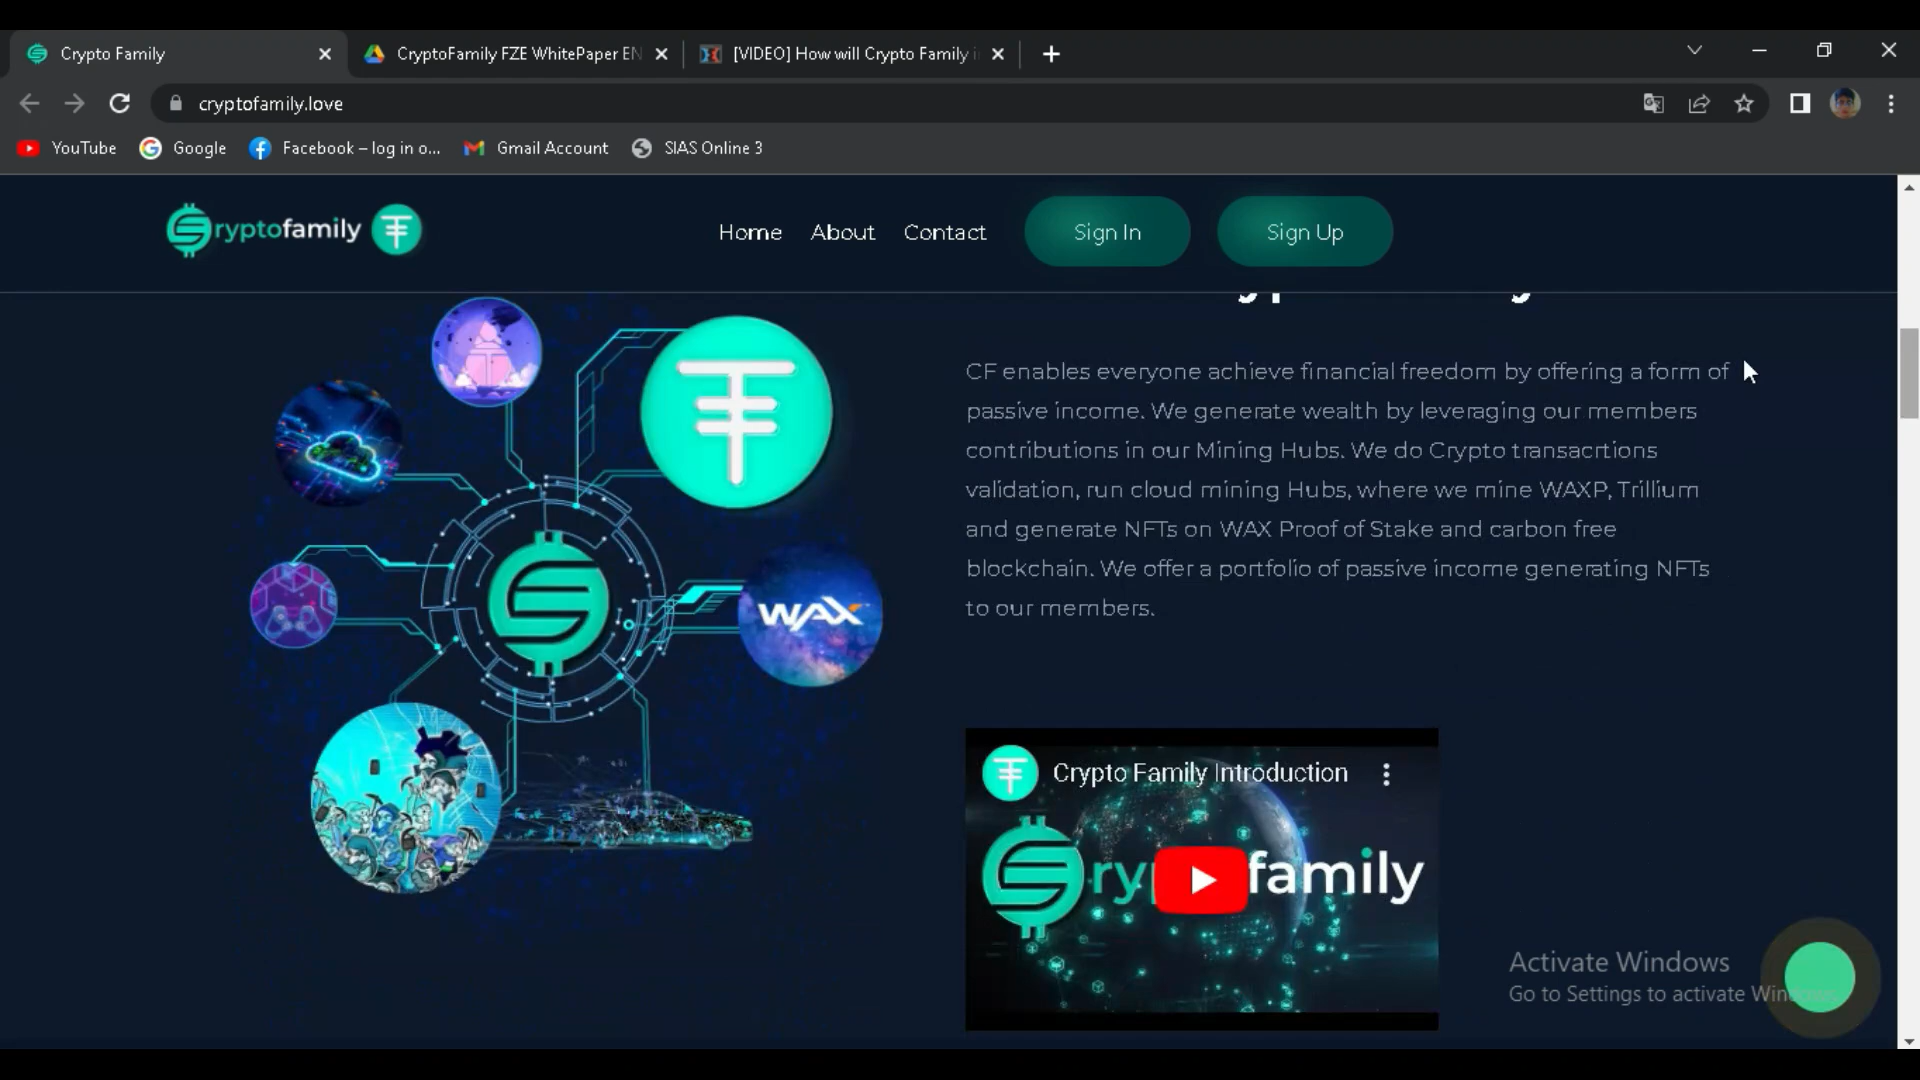 Crypto Family
CryptoFamily FZE WhitePaper EN
[VIDEO] How will Crypto Family i
cryptofamily.love
YouTube
Google
Facebook – log in o...
Gmail Account
SIAS Online 3
ryptofamily
Home
About
Contact
Sign In
Sign Up
CF enables everyone achieve financial freedom by offering a form of
passive income. We generate wealth by leveraging our members
contributions in our Mining Hubs. We do Crypto transacrtions
validation, run cloud mining Hubs, where we mine WAXP, Trillium
and generate NFTs on WAX Proof of Stake and carbon free
blockchain. We offer a portfolio of passive income generating NFTs
to our members.
WAX
Crypto Family Introduction
ry family
Activate Windows
Go to Settings to activate Windows.